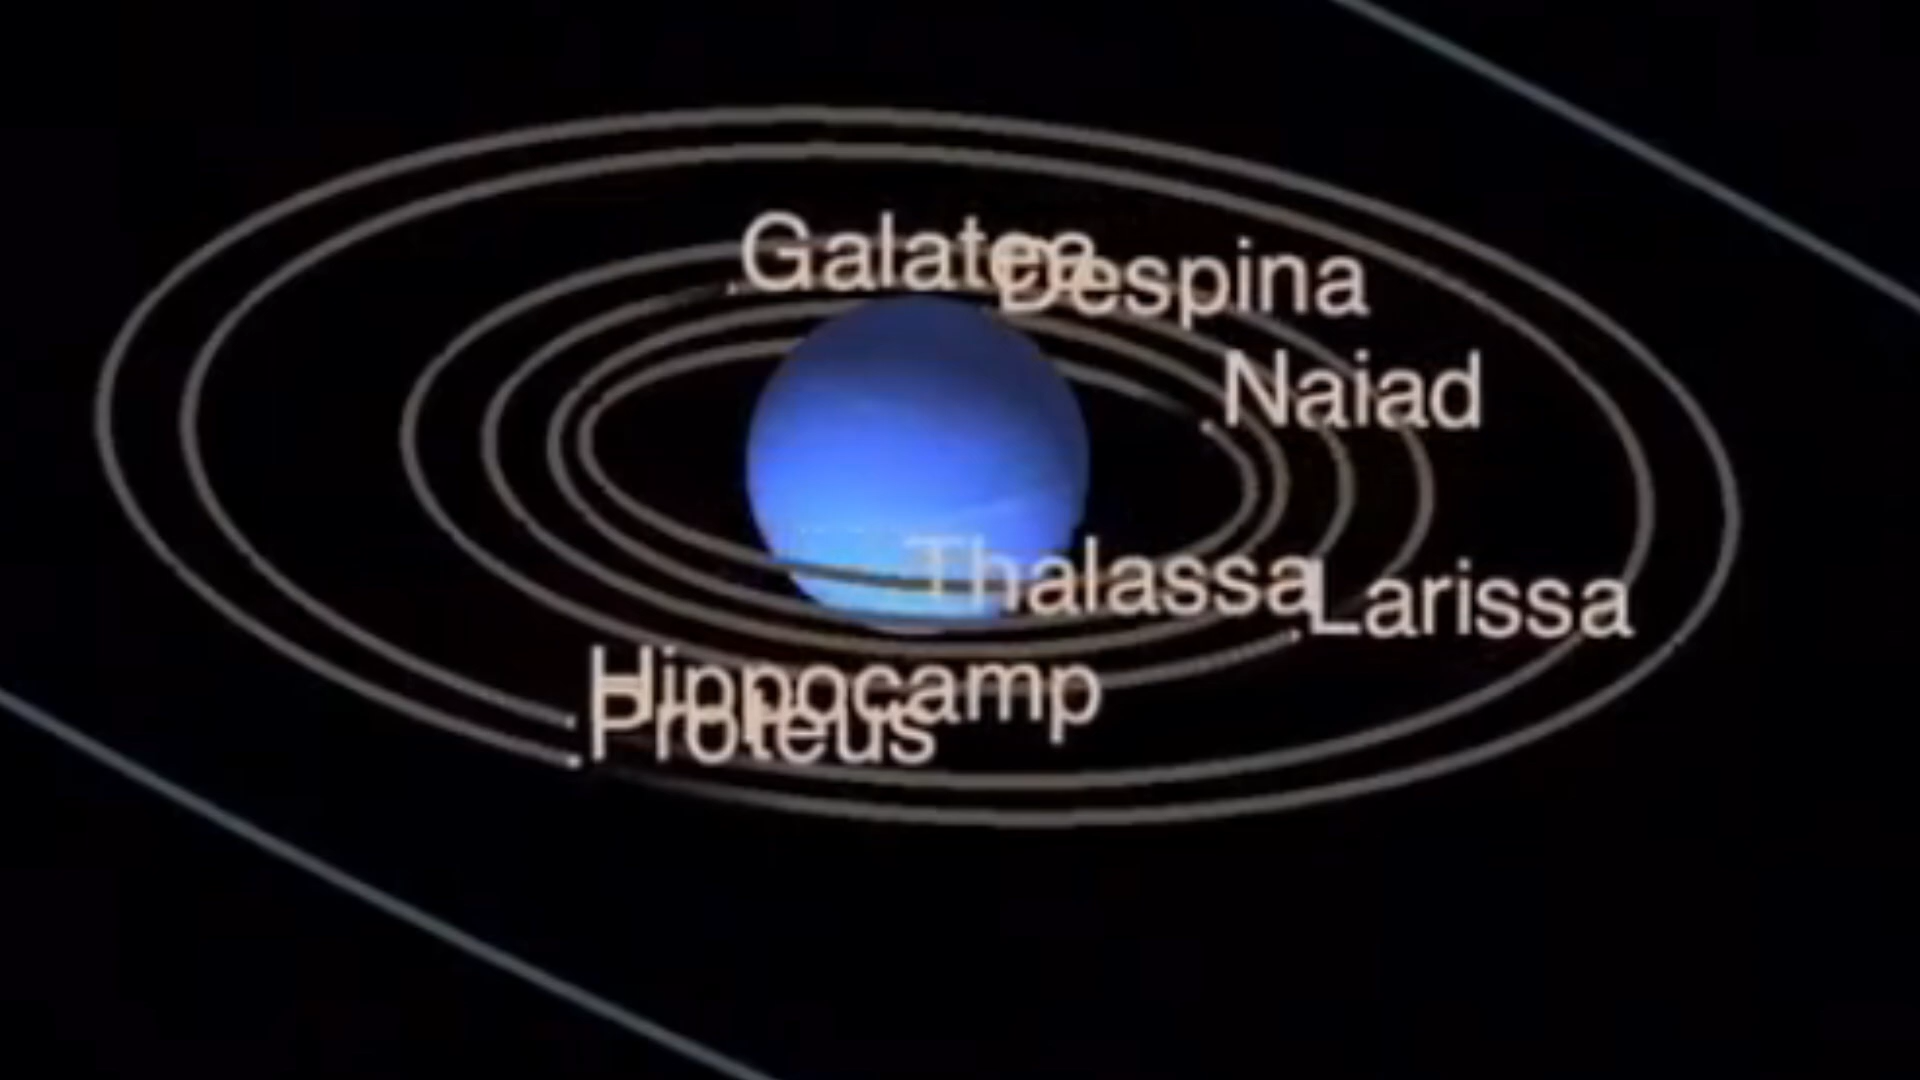 Galatea
Despina
Naiad
Thalassa
Larissa
Hippocamp
Proteus